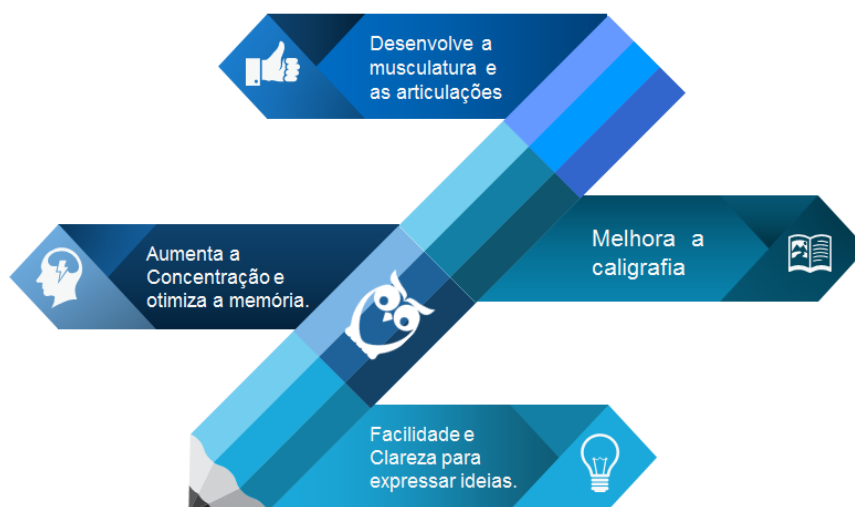 Desenvolve a
musculatura e
as articulações
Aumenta a
Concentração e
otimiza a memória.
Melhora a
caligrafia
Facilidade e
Clareza para
expressar ideias.